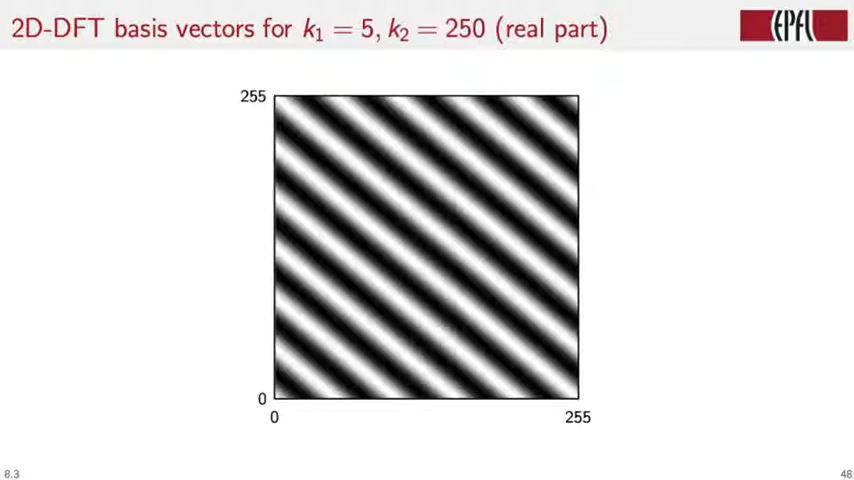 2D-DFT basis vectors for k₁ = 5, k₂ = 250 (real part)
EPFL
255
0
0 255
8.3 48